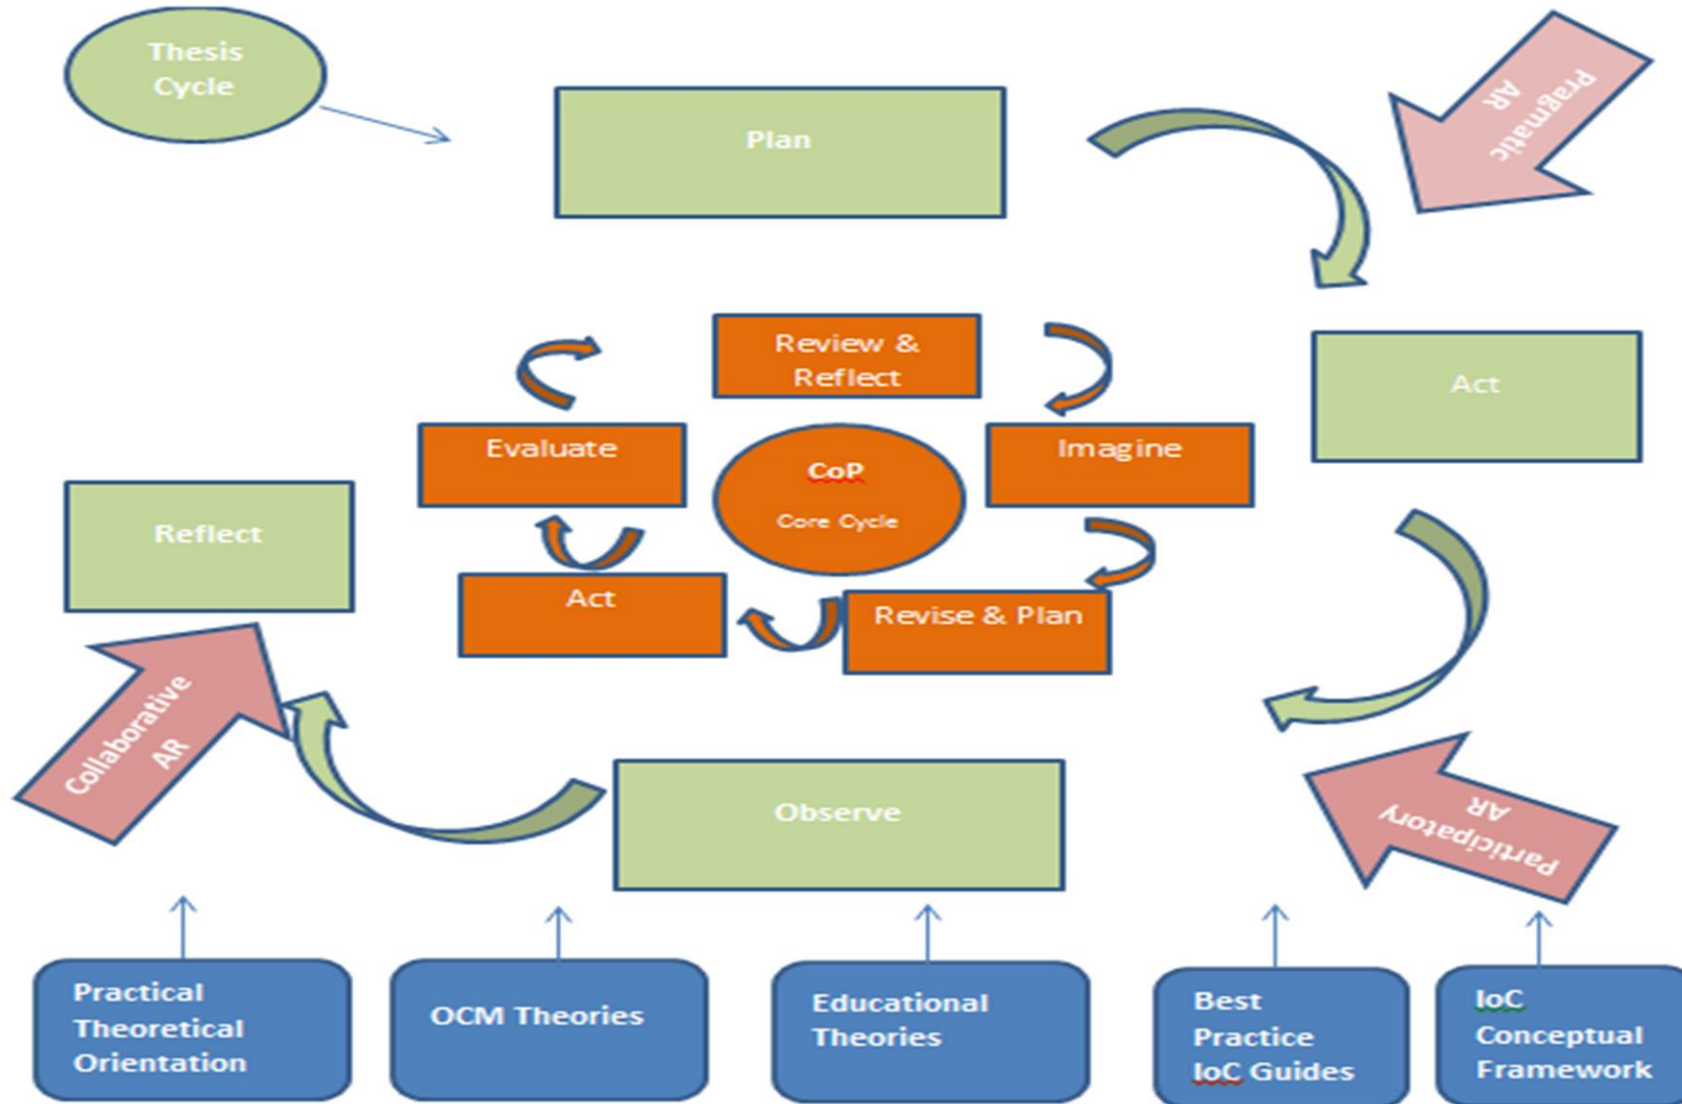 Thesis
Cycle
Plan
Pragmatic
AR
Review &
Reflect
Act
Evaluate
CoP
Core Cycle
Imagine
Reflect
Act
Revise & Plan
Collaborative
AR
Observe
Participatory
AR
Practical
Theoretical
Orientation
OCM Theories
Educational
Theories
Best
Practice
IoC Guides
IoC
Conceptual
Framework